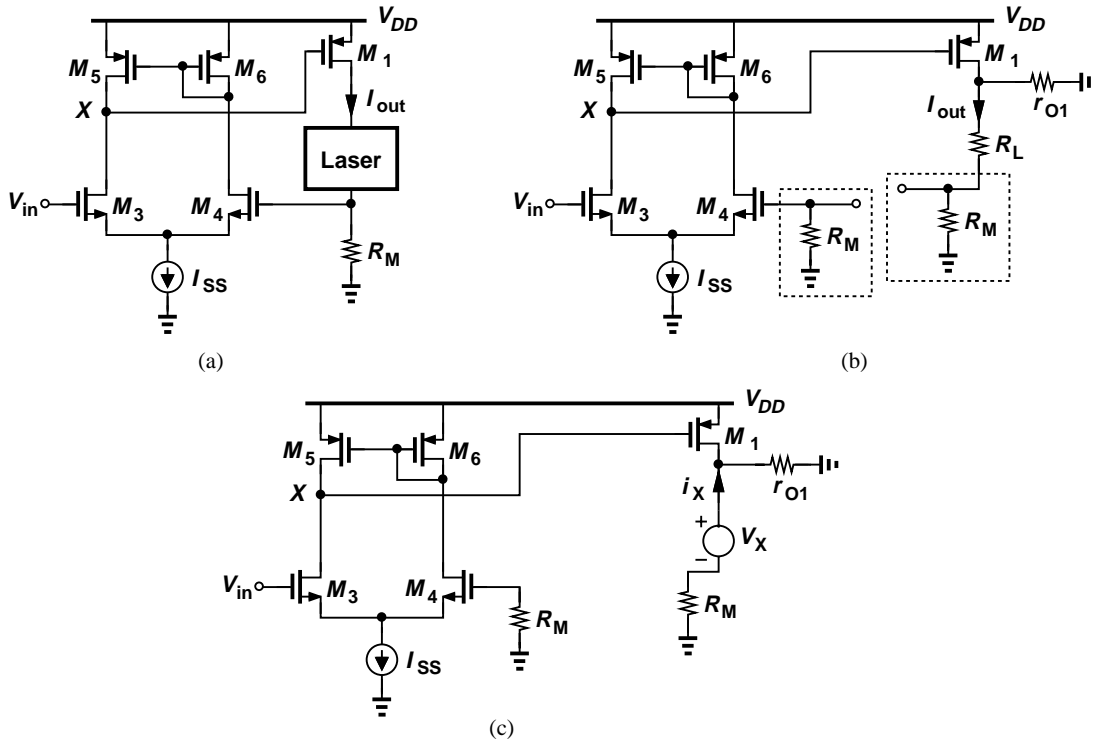 V_DD
M_5
M_6
M_1
X
I_out
Laser
V_in
M_3
M_4
R_M
I_SS
(a)
V_DD
M_5
M_6
M_1
X
I_out
r_O1
R_L
V_in
M_3
M_4
R_M
R_M
I_SS
(b)
V_DD
M_5
M_6
M_1
X
i_X
r_O1
+
V_X
−
V_in
M_3
M_4
R_M
R_M
I_SS
(c)